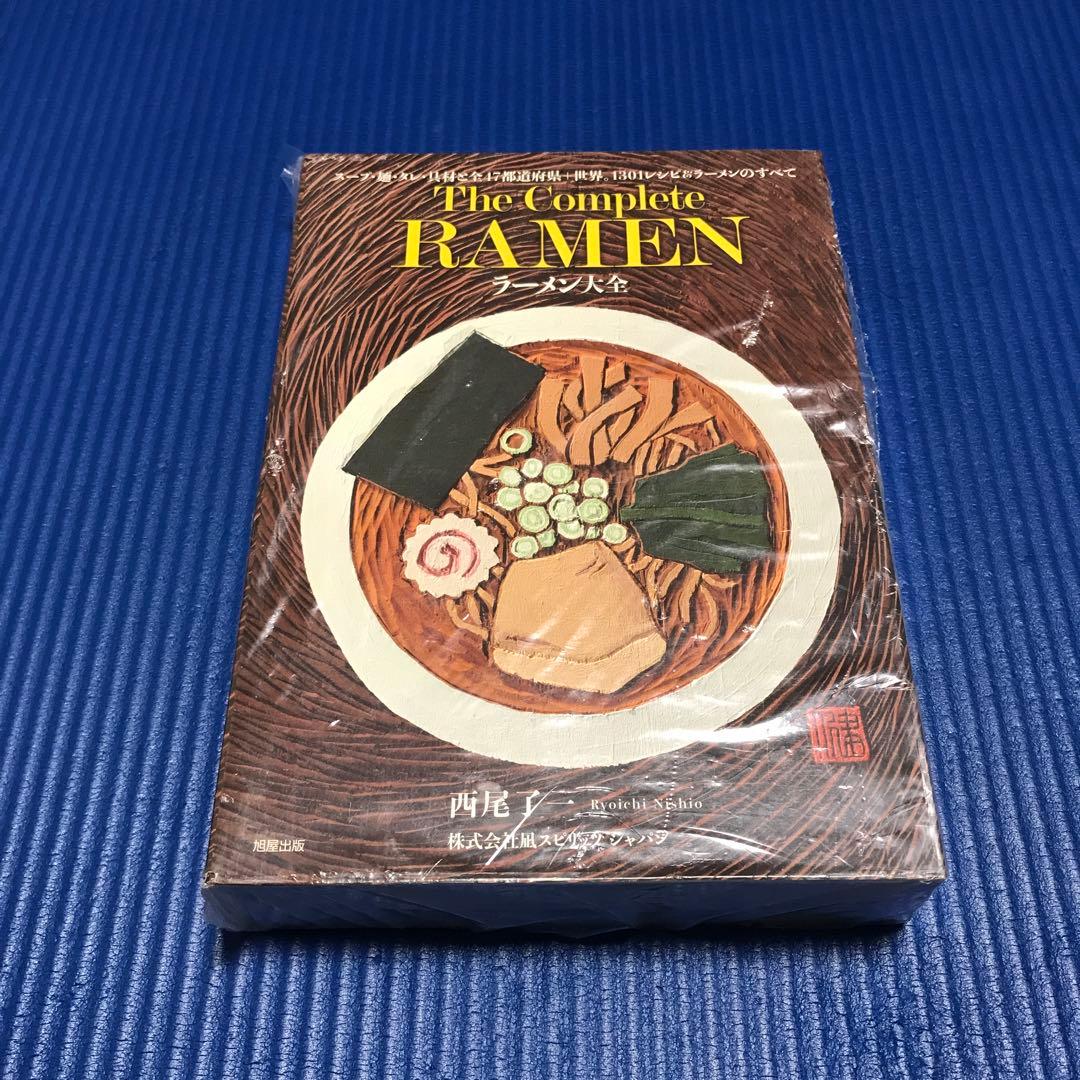 スープ・麺・タレ・具材と全47都道府県+世界。1301レシピ&ラーメンのすべて
The Complete
RAMEN
ラーメン大全
西尾了一 Ryoichi Nishio
株式会社凪スピリッツジャパン
旭屋出版